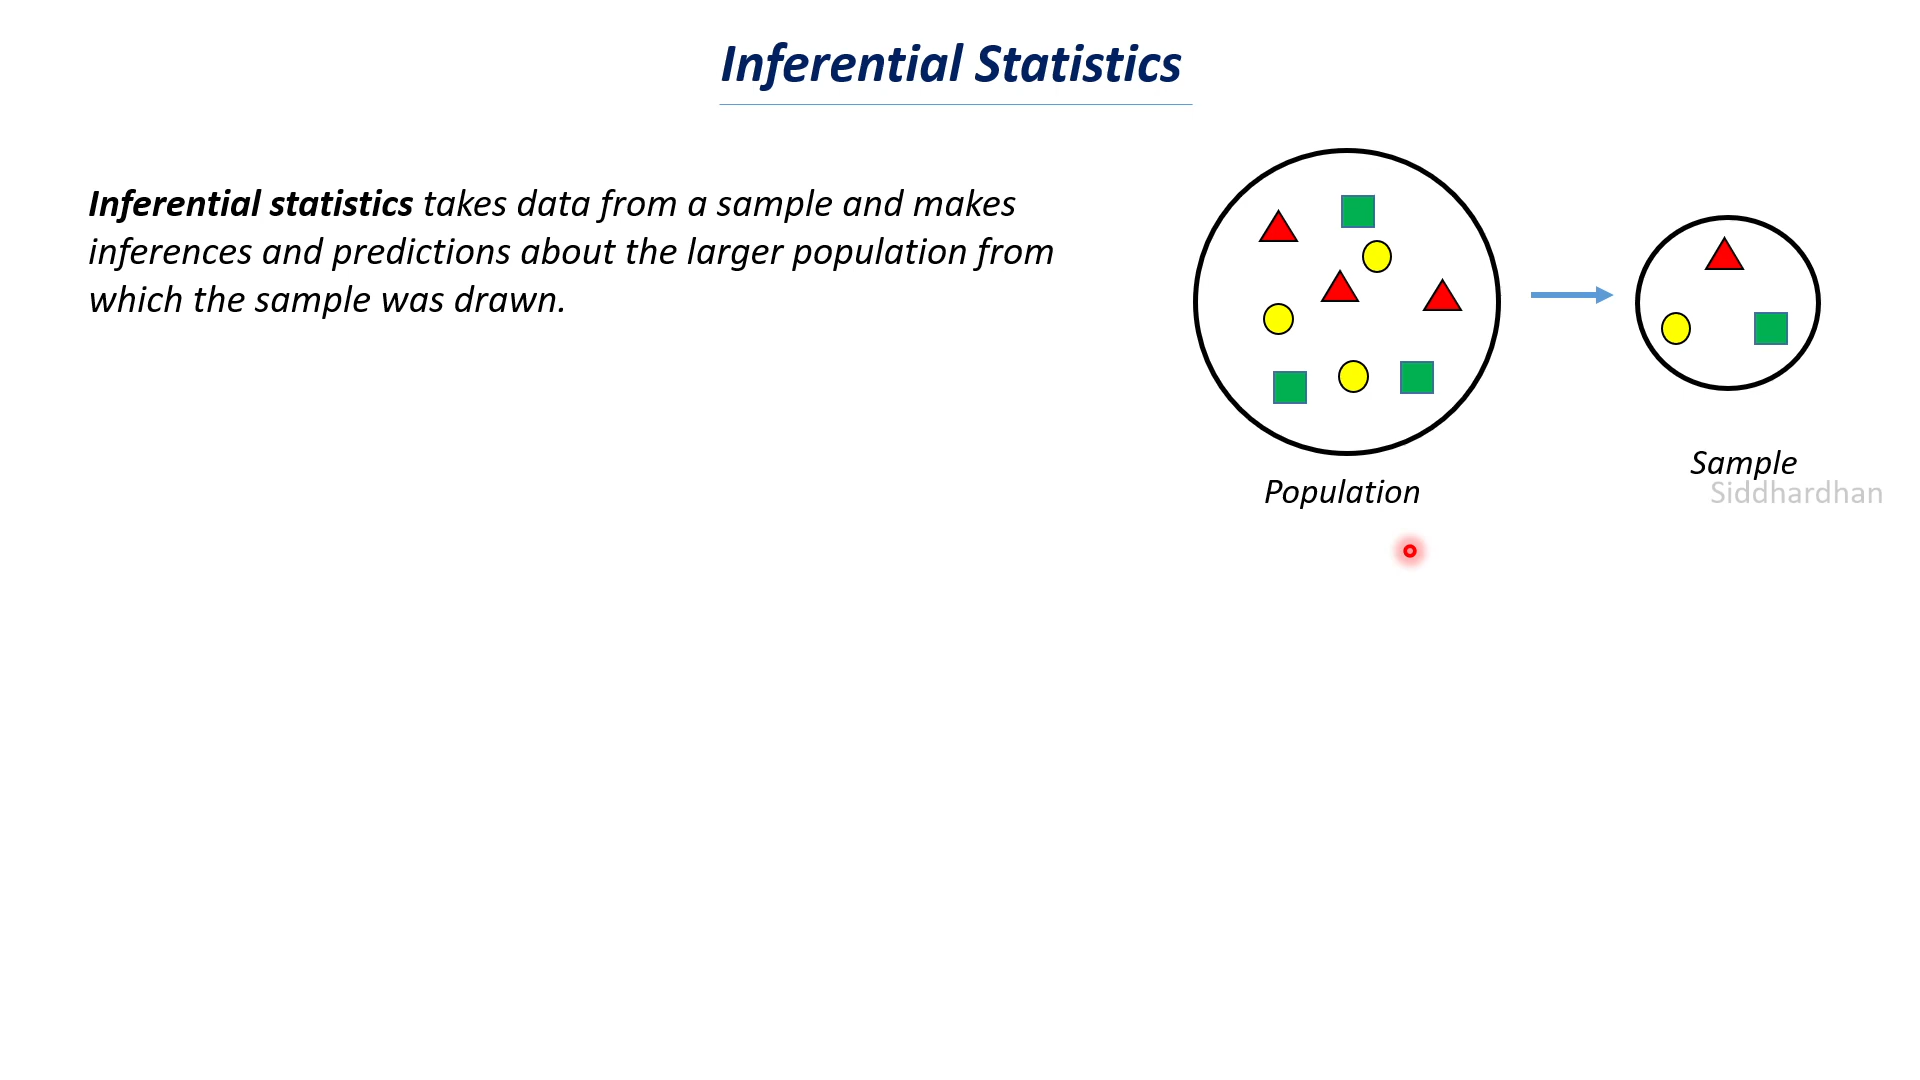 Inferential Statistics
Inferential statistics takes data from a sample and makes
inferences and predictions about the larger population from
which the sample was drawn.
Population
Sample
Siddhardhan